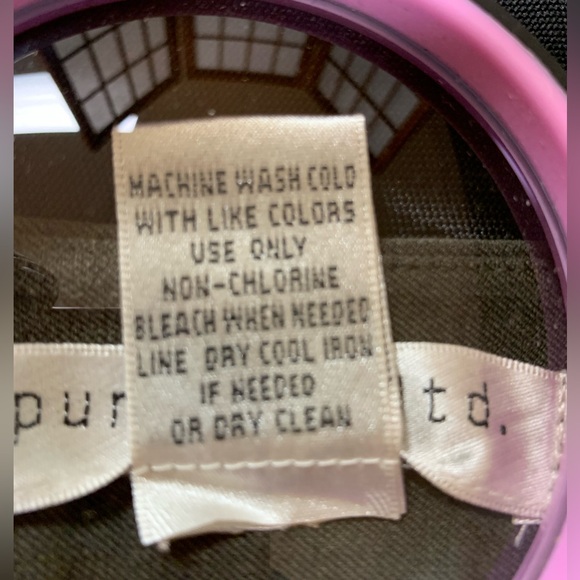 MACHINE WASH COLD
WITH LIKE COLORS
USE ONLY
NON-CHLORINE
BLEACH WHEN NEEDED
LINE DRY COOL IRON
IF NEEDED
OR DRY CLEAN
pur td.